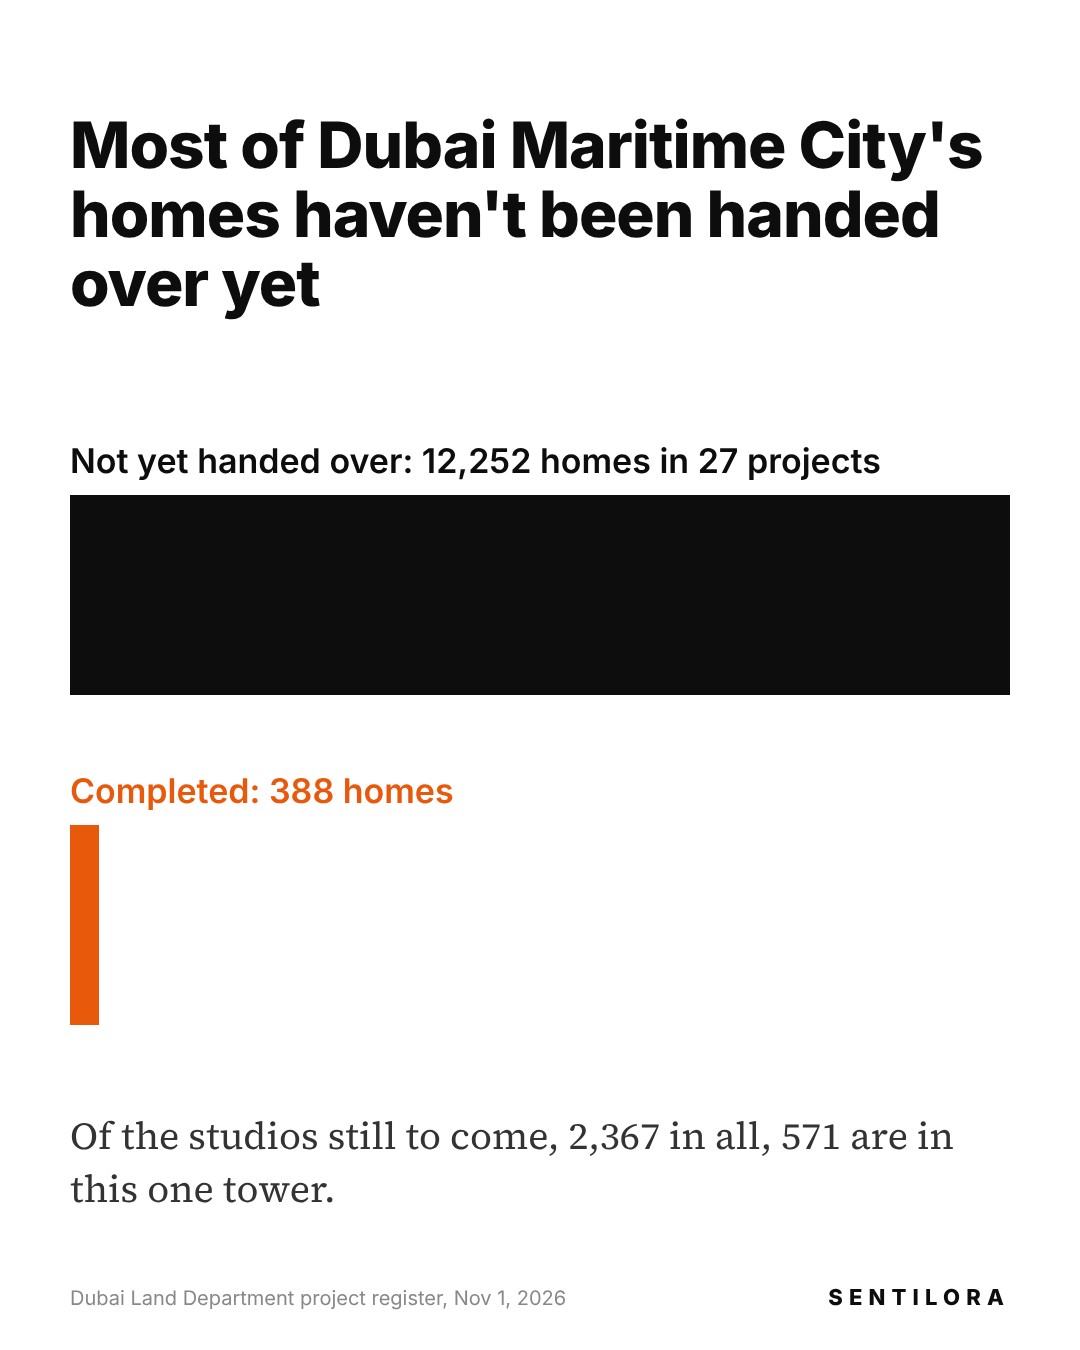 Most of Dubai Maritime City's
homes haven't been handed
over yet
Not yet handed over: 12,252 homes in 27 projects
Completed: 388 homes
Of the studios still to come, 2,367 in all, 571 are in
this one tower.
Dubai Land Department project register, Nov 1, 2026
SENTILORA